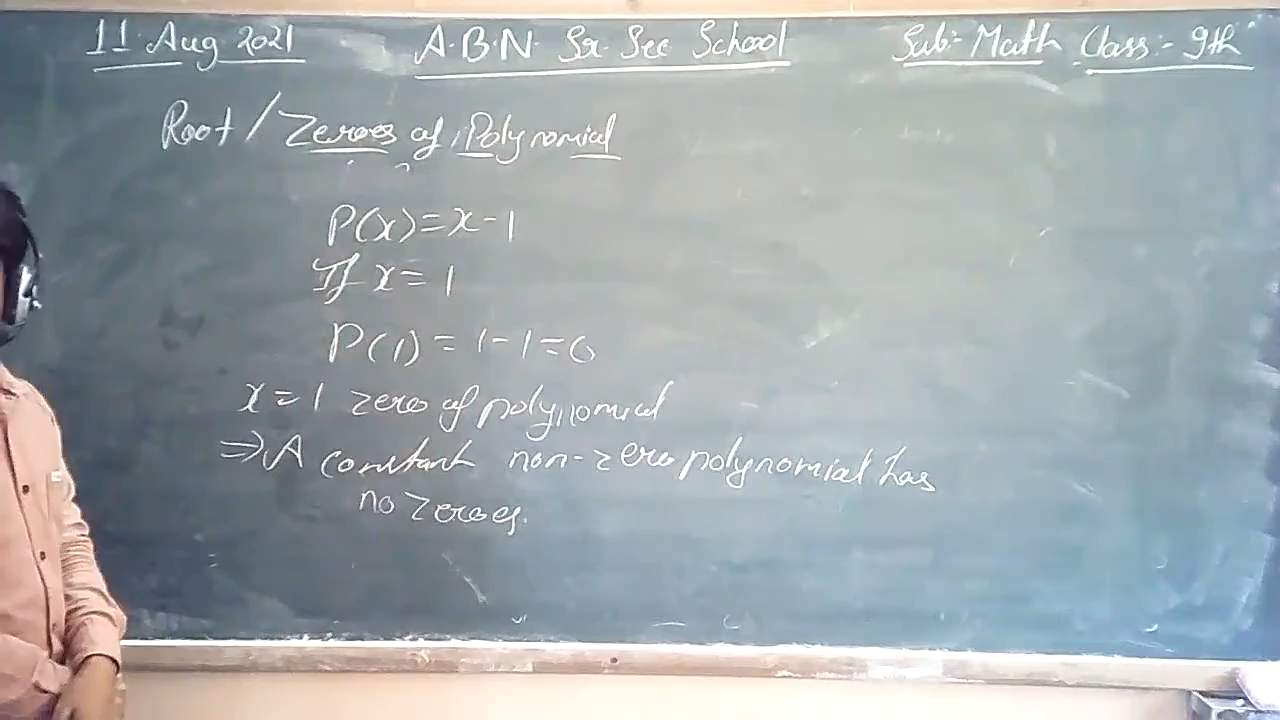 11 Aug 2021 A.B.N. Sr. Sec School Sub:- Math Class:- 9th
Root / Zeroes of Polynomial
P(x) = x - 1
If x = 1
P(1) = 1 - 1 = 0
x = 1 zero of polynomial
⇒ A constant non-zero polynomial has
no zeroes.